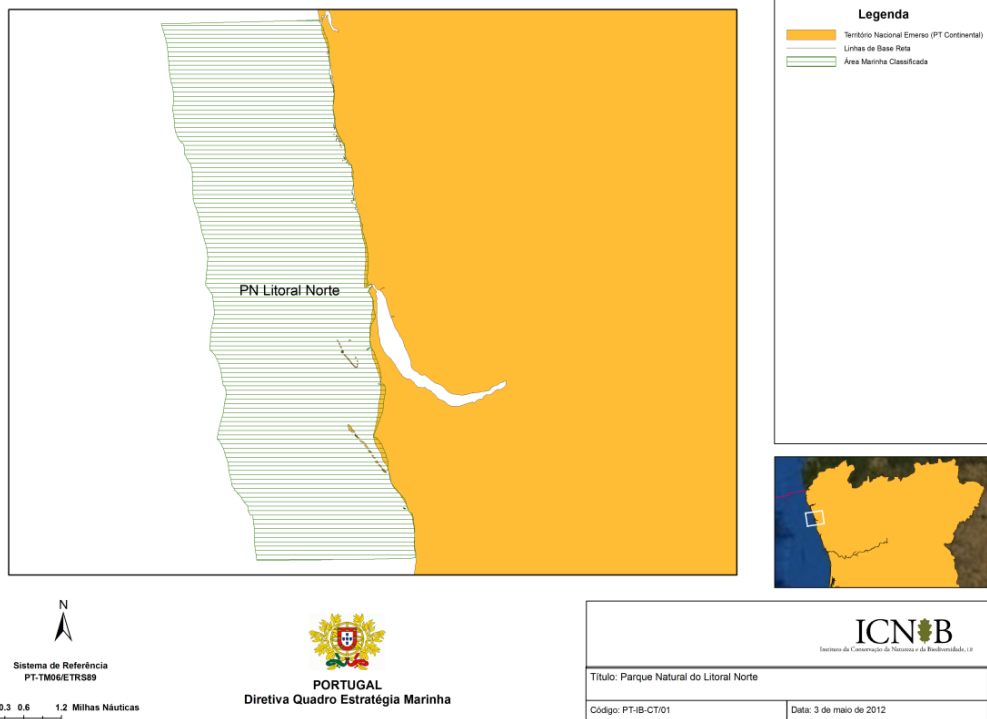 Legenda
Território Nacional Emerso (PT Continental)
Linhas de Base Reta
Área Marinha Classificada
PN Litoral Norte
N
Sistema de Referência
PT-TM06/ETRS89
0.3 0.6 1.2 Milhas Náuticas
PORTUGAL
Diretiva Quadro Estratégia Marinha
ICNB
Instituto da Conservação da Natureza e da Biodiversidade, I.P.
Título: Parque Natural do Litoral Norte
Código: PT-IB-CT/01
Data: 3 de maio de 2012